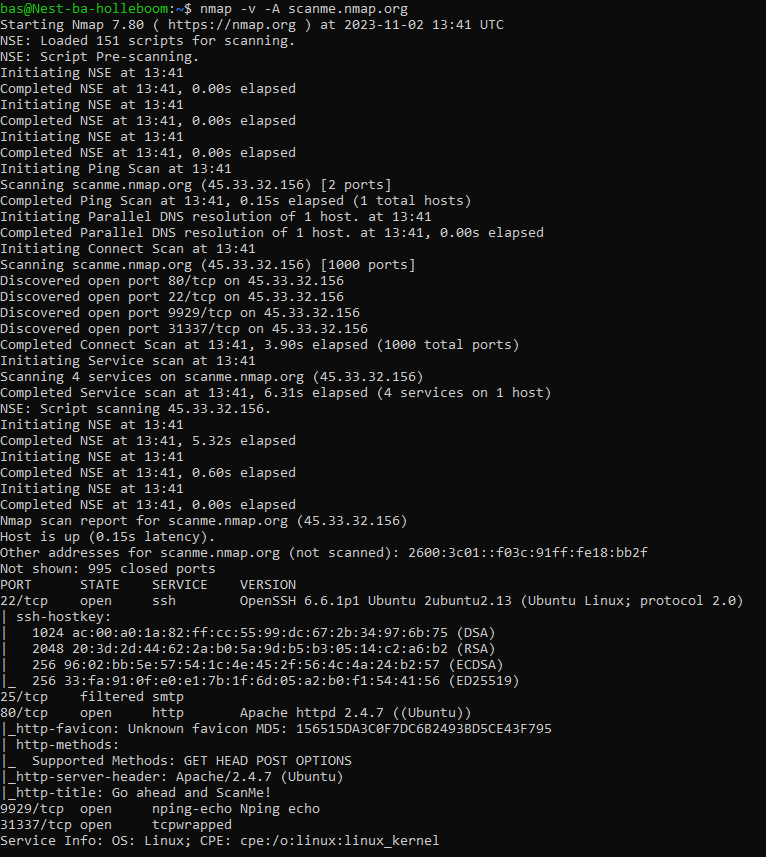 bas@Nest-ba-holleboom:~$ nmap -v -A scanme.nmap.org
Starting Nmap 7.80 ( https://nmap.org ) at 2023-11-02 13:41 UTC
NSE: Loaded 151 scripts for scanning.
NSE: Script Pre-scanning.
Initiating NSE at 13:41
Completed NSE at 13:41, 0.00s elapsed
Initiating NSE at 13:41
Completed NSE at 13:41, 0.00s elapsed
Initiating NSE at 13:41
Completed NSE at 13:41, 0.00s elapsed
Initiating Ping Scan at 13:41
Scanning scanme.nmap.org (45.33.32.156) [2 ports]
Completed Ping Scan at 13:41, 0.15s elapsed (1 total hosts)
Initiating Parallel DNS resolution of 1 host. at 13:41
Completed Parallel DNS resolution of 1 host. at 13:41, 0.00s elapsed
Initiating Connect Scan at 13:41
Scanning scanme.nmap.org (45.33.32.156) [1000 ports]
Discovered open port 80/tcp on 45.33.32.156
Discovered open port 22/tcp on 45.33.32.156
Discovered open port 9929/tcp on 45.33.32.156
Discovered open port 31337/tcp on 45.33.32.156
Completed Connect Scan at 13:41, 3.90s elapsed (1000 total ports)
Initiating Service scan at 13:41
Scanning 4 services on scanme.nmap.org (45.33.32.156)
Completed Service scan at 13:41, 6.31s elapsed (4 services on 1 host)
NSE: Script scanning 45.33.32.156.
Initiating NSE at 13:41
Completed NSE at 13:41, 5.32s elapsed
Initiating NSE at 13:41
Completed NSE at 13:41, 0.60s elapsed
Initiating NSE at 13:41
Completed NSE at 13:41, 0.00s elapsed
Nmap scan report for scanme.nmap.org (45.33.32.156)
Host is up (0.15s latency).
Other addresses for scanme.nmap.org (not scanned): 2600:3c01::f03c:91ff:fe18:bb2f
Not shown: 995 closed ports
PORT      STATE    SERVICE    VERSION
22/tcp    open     ssh        OpenSSH 6.6.1p1 Ubuntu 2ubuntu2.13 (Ubuntu Linux; protocol 2.0)
| ssh-hostkey:
|   1024 ac:00:a0:1a:82:ff:cc:55:99:dc:67:2b:34:97:6b:75 (DSA)
|   2048 20:3d:2d:44:62:2a:b0:5a:9d:b5:b3:05:14:c2:a6:b2 (RSA)
|   256 96:02:bb:5e:57:54:1c:4e:45:2f:56:4c:4a:24:b2:57 (ECDSA)
|_  256 33:fa:91:0f:e0:e1:7b:1f:6d:05:a2:b0:f1:54:41:56 (ED25519)
25/tcp    filtered smtp
80/tcp    open     http       Apache httpd 2.4.7 ((Ubuntu))
|_http-favicon: Unknown favicon MD5: 156515DA3C0F7DC6B2493BD5CE43F795
| http-methods:
|_  Supported Methods: GET HEAD POST OPTIONS
|_http-server-header: Apache/2.4.7 (Ubuntu)
|_http-title: Go ahead and ScanMe!
9929/tcp  open     nping-echo Nping echo
31337/tcp open     tcpwrapped
Service Info: OS: Linux; CPE: cpe:/o:linux:linux_kernel